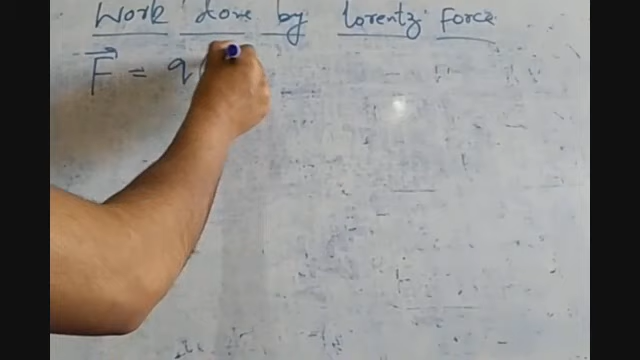 Work done by Lorentz Force
F⃗ = q(